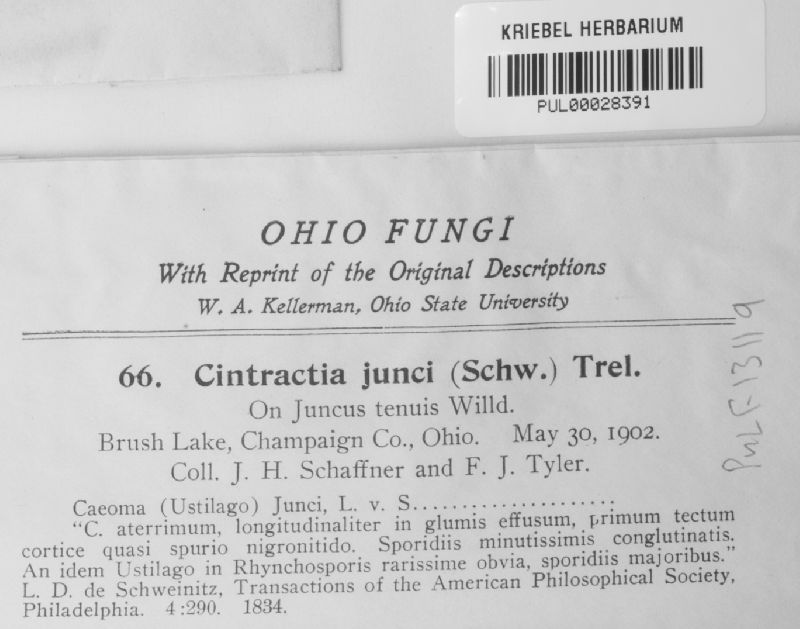 KRIEBEL HERBARIUM
PUL00028391
OHIO FUNGI
With Reprint of the Original Descriptions
W. A. Kellerman, Ohio State University
66. Cintractia junci (Schw.) Trel.
On Juncus tenuis Willd.
Brush Lake, Champaign Co., Ohio. May 30, 1902.
Coll. J. H. Schaffner and F. J. Tyler.
Caeoma (Ustilago) Junci, L. v. S.....................
"C. aterrimum, longitudinaliter in glumis effusum, primum tectum
cortice quasi spurio nigronitido. Sporidiis minutissimis conglutinatis.
An idem Ustilago in Rhynchosporis rarissime obvia, sporidiis majoribus."
L. D. de Schweinitz, Transactions of the American Philosophical Society,
Philadelphia. 4:290. 1834.
PUL F13119